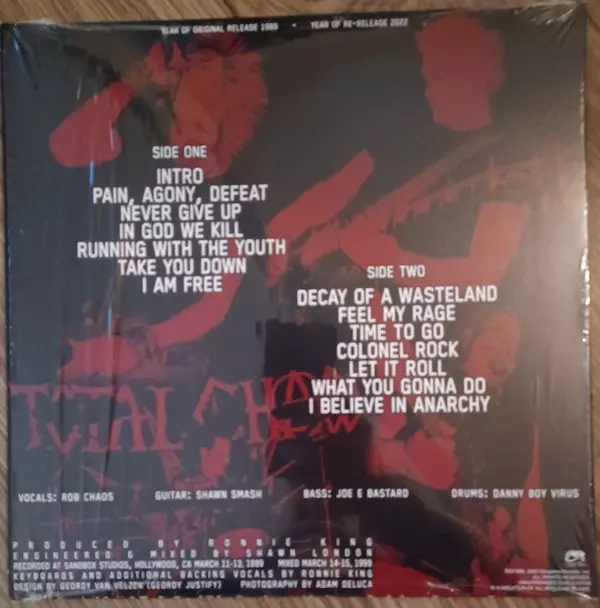 YEAR OF ORIGINAL RELEASE 1999 • YEAR OF RE-RELEASE 2022
SIDE ONE
INTRO
PAIN, AGONY, DEFEAT
NEVER GIVE UP
IN GOD WE KILL
RUNNING WITH THE YOUTH
TAKE YOU DOWN
I AM FREE
SIDE TWO
DECAY OF A WASTELAND
FEEL MY RAGE
TIME TO GO
COLONEL ROCK
LET IT ROLL
WHAT YOU GONNA DO
I BELIEVE IN ANARCHY
TOTAL CHAOS
VOCALS: ROB CHAOS GUITAR: SHAWN SMASH BASS: JOE E BASTARD DRUMS: DANNY BOY VIRUS
PRODUCED BY RONNIE KING
ENGINEERED & MIXED BY SHAWN LONDON
RECORDED AT SANDBOX STUDIOS, HOLLYWOOD, CA MARCH 11-13, 1999 MIXED MARCH 14-15, 1999
KEYBOARDS AND ADDITIONAL BACKING VOCALS BY RONNIE KING
DESIGN BY GEORDY VAN VELZEN (GEORDY JUSTIFY) PHOTOGRAPHY BY ADAM DELUCA
ALL RIGHTS RESERVED